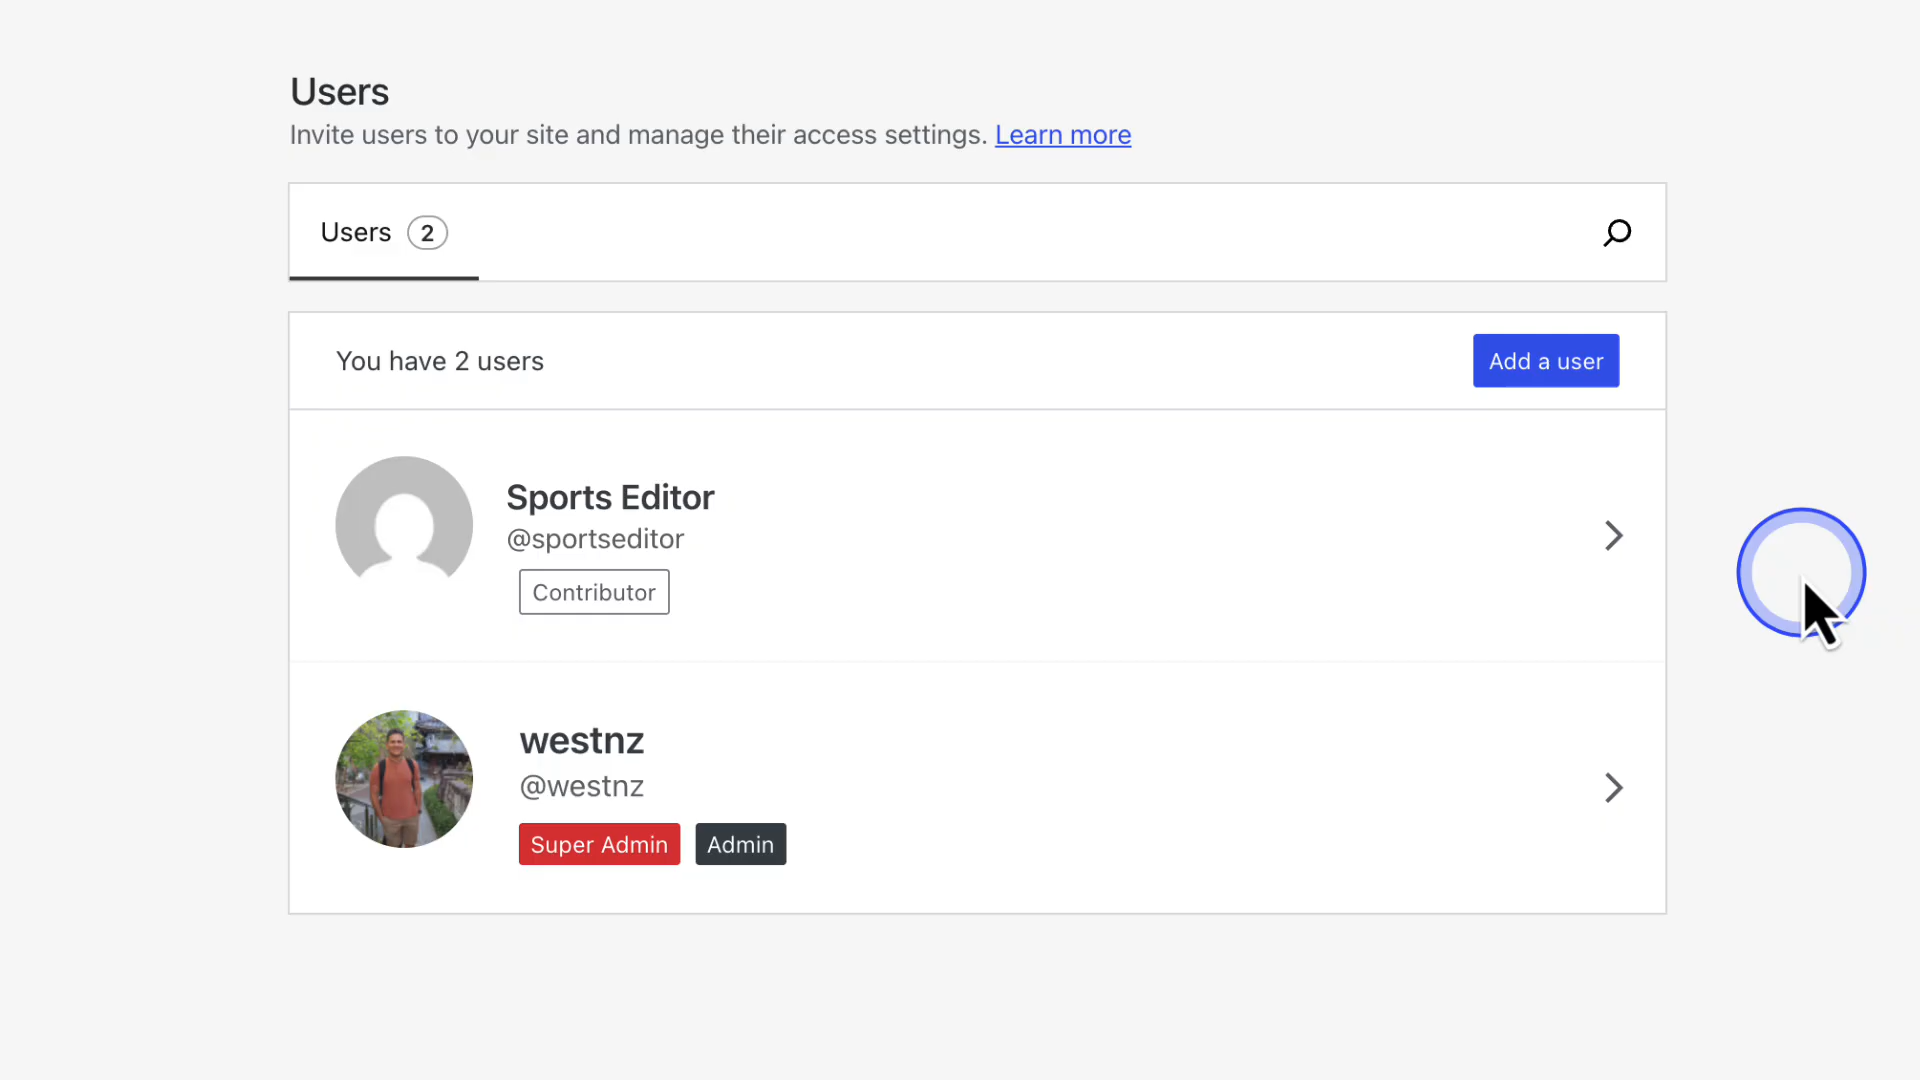 Users
Invite users to your site and manage their access settings. Learn more
Users 2
You have 2 users
Add a user
Sports Editor
@sportseditor
Contributor
westnz
@westnz
Super Admin Admin